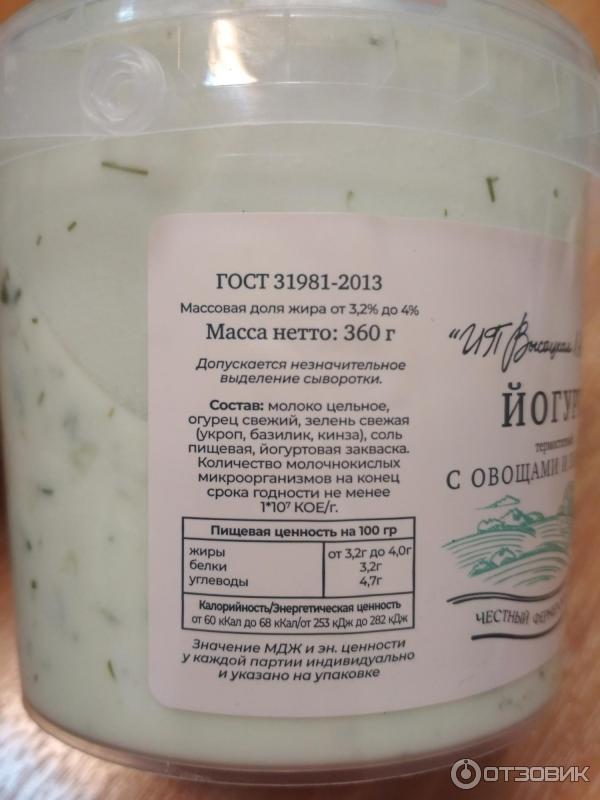 ГОСТ 31981-2013
Массовая доля жира от 3,2% до 4%
Масса нетто: 360 г
Допускается незначительное
выделение сыворотки.
Состав: молоко цельное,
огурец свежий, зелень свежая
(укроп, базилик, кинза), соль
пищевая, йогуртовая закваска.
Количество молочнокислых
микроорганизмов на конец
срока годности не менее
1*10⁷ КОЕ/г.
Пищевая ценность на 100 гр
жиры от 3,2г до 4,0г
белки 3,2г
углеводы 4,7г
Калорийность/Энергетическая ценность
от 60 кКал до 68 кКал/от 253 кДж до 282 кДж
Значение МДЖ и эн. ценности
у каждой партии индивидуально
и указано на упаковке
"ИП Высоцкая
ЙОГУР
С ОВОЩАМИ И
ЧЕСТНЫЙ
ОТЗОВИК